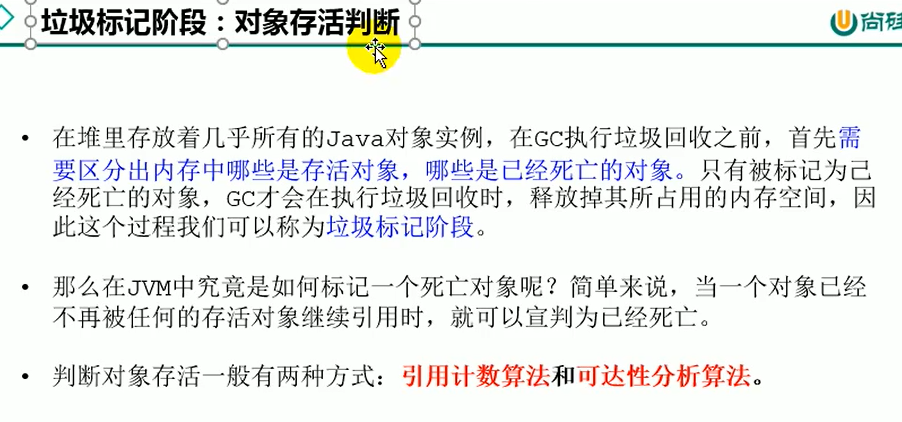 垃圾标记阶段：对象存活判断
尚硅
• 在堆里存放着几乎所有的Java对象实例，在GC执行垃圾回收之前，首先需
要区分出内存中哪些是存活对象，哪些是已经死亡的对象。只有被标记为己
经死亡的对象，GC才会在执行垃圾回收时，释放掉其所占用的内存空间，因
此这个过程我们可以称为垃圾标记阶段。
• 那么在JVM中究竟是如何标记一个死亡对象呢？简单来说，当一个对象已经
不再被任何的存活对象继续引用时，就可以宣判为已经死亡。
• 判断对象存活一般有两种方式：引用计数算法和可达性分析算法。